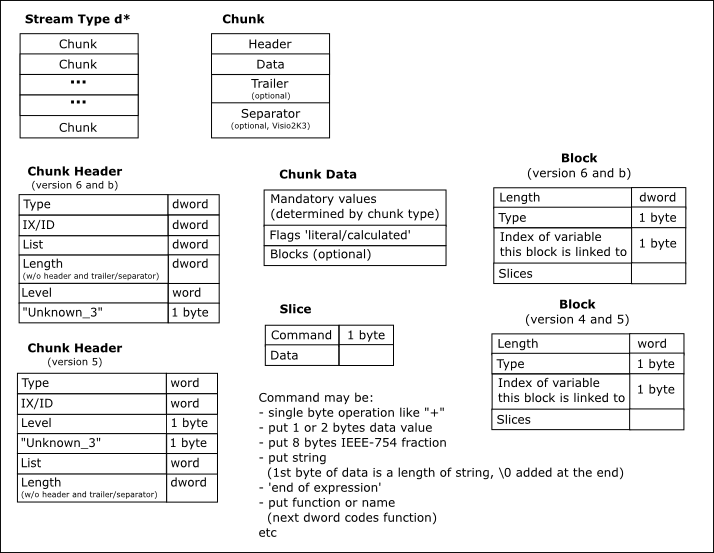 Stream Type d*
Chunk
Chunk
...
...
Chunk
Chunk
Header
Data
Trailer
(optional)
Separator
(optional, Visio2K3)
Chunk Header
(version 6 and b)
Type dword
IX/ID dword
List dword
Length dword
(w/o header and trailer/separator)
Level word
"Unknown_3" 1 byte
Chunk Data
Mandatory values
(determined by chunk type)
Flags 'literal/calculated'
Blocks (optional)
Block
(version 6 and b)
Length dword
Type 1 byte
Index of variable
this block is linked to 1 byte
Slices
Slice
Command 1 byte
Data
Block
(version 4 and 5)
Length word
Type 1 byte
Index of variable
this block is linked to 1 byte
Slices
Chunk Header
(version 5)
Type word
IX/ID word
Level 1 byte
"Unknown_3" 1 byte
List word
Length dword
(w/o header and trailer/separator)
Command may be:
- single byte operation like "+"
- put 1 or 2 bytes data value
- put 8 bytes IEEE-754 fraction
- put string
(1st byte of data is a length of string, \0 added at the end)
- 'end of expression'
- put function or name
(next dword codes function)
etc